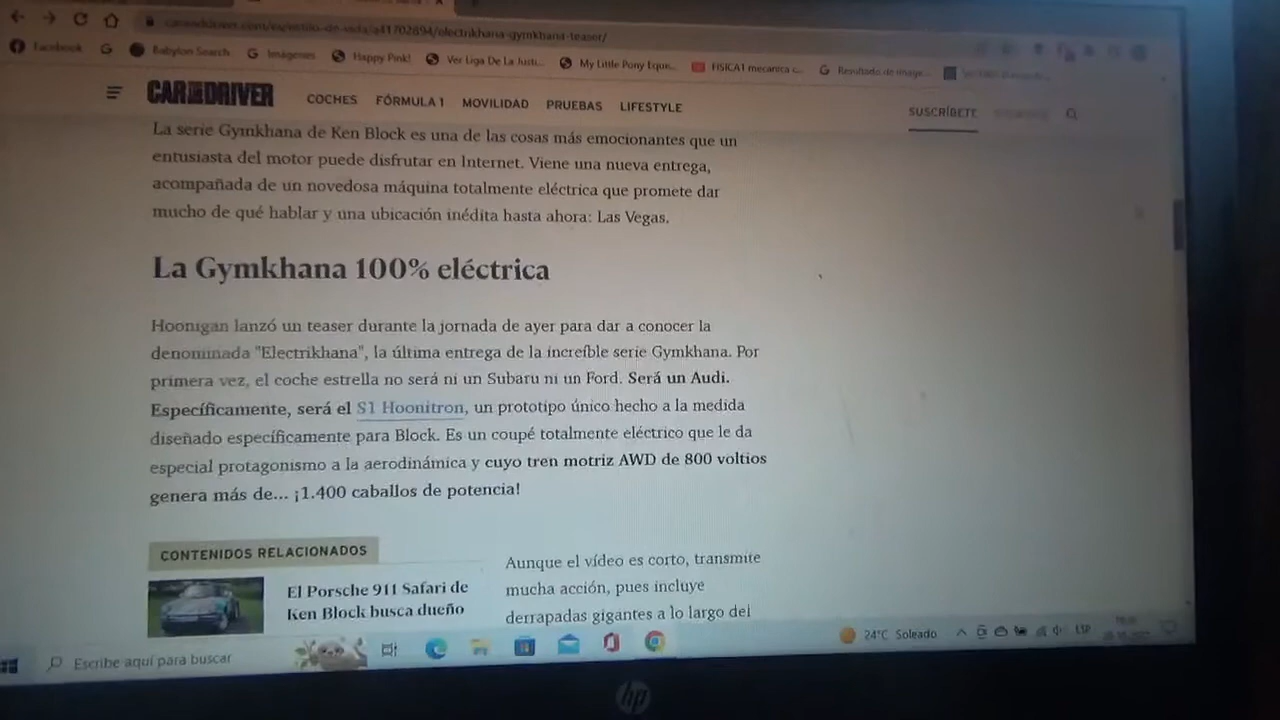 /electrikhana-gymkhana-teaser/
Facebook
Babylon Search
Imágenes
Happy Pink!
Ver Liga De La Justi...
My Little Pony Eque...
FISICA1 mecanica c...
Resultado de image...
CAR AND DRIVER
COCHES
FÓRMULA 1
MOVILIDAD
PRUEBAS
LIFESTYLE
SUSCRÍBETE
La serie Gymkhana de Ken Block es una de las cosas más emocionantes que un
entusiasta del motor puede disfrutar en Internet. Viene una nueva entrega,
acompañada de un novedosa máquina totalmente eléctrica que promete dar
mucho de qué hablar y una ubicación inédita hasta ahora: Las Vegas.
La Gymkhana 100% eléctrica
Hoonigan lanzó un teaser durante la jornada de ayer para dar a conocer la
denominada "Electrikhana", la última entrega de la increíble serie Gymkhana. Por
primera vez, el coche estrella no será ni un Subaru ni un Ford. Será un Audi.
Específicamente, será el S1 Hoonitron, un prototipo único hecho a la medida
diseñado específicamente para Block. Es un coupé totalmente eléctrico que le da
especial protagonismo a la aerodinámica y cuyo tren motriz AWD de 800 voltios
genera más de... ¡1.400 caballos de potencia!
CONTENIDOS RELACIONADOS
El Porsche 911 Safari de
Ken Block busca dueño
Aunque el vídeo es corto, transmite
mucha acción, pues incluye
derrapadas gigantes a lo largo del
Escribe aquí para buscar
24°C Soleado
ESP
hp